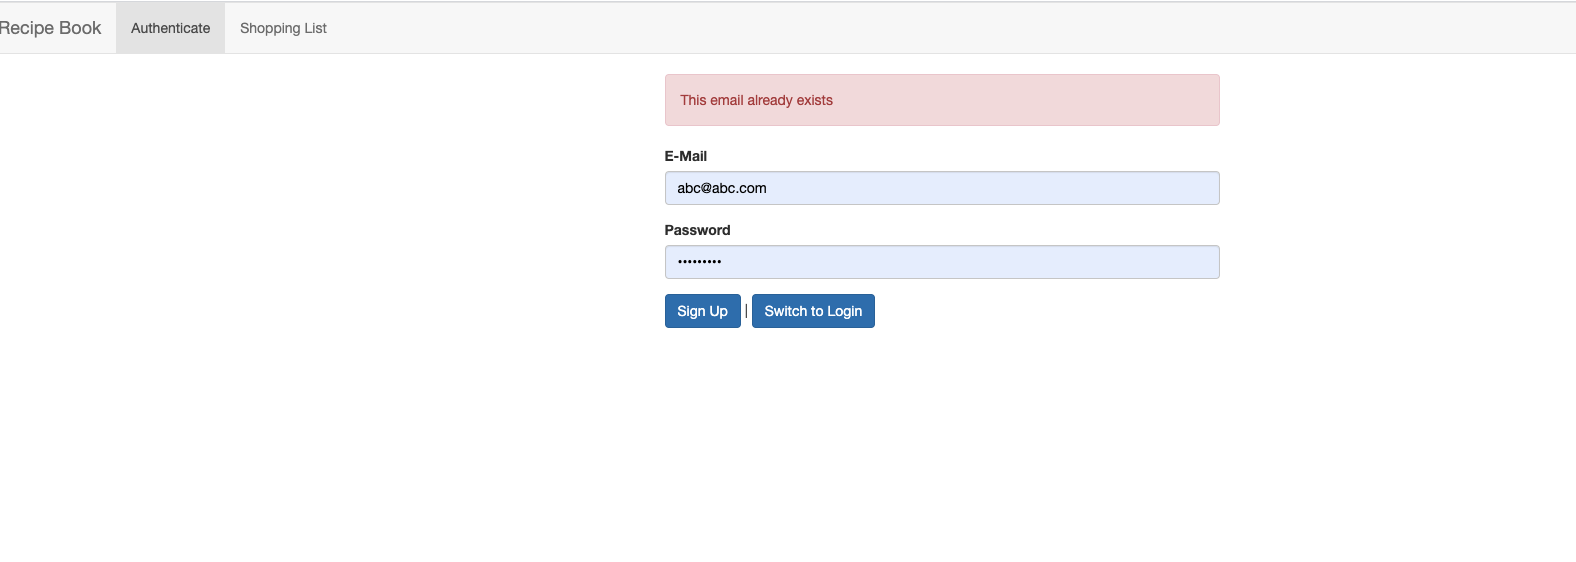 Recipe Book Authenticate Shopping List
This email already exists
E-Mail
abc@abc.com
Password
•••••••••
Sign Up | Switch to Login